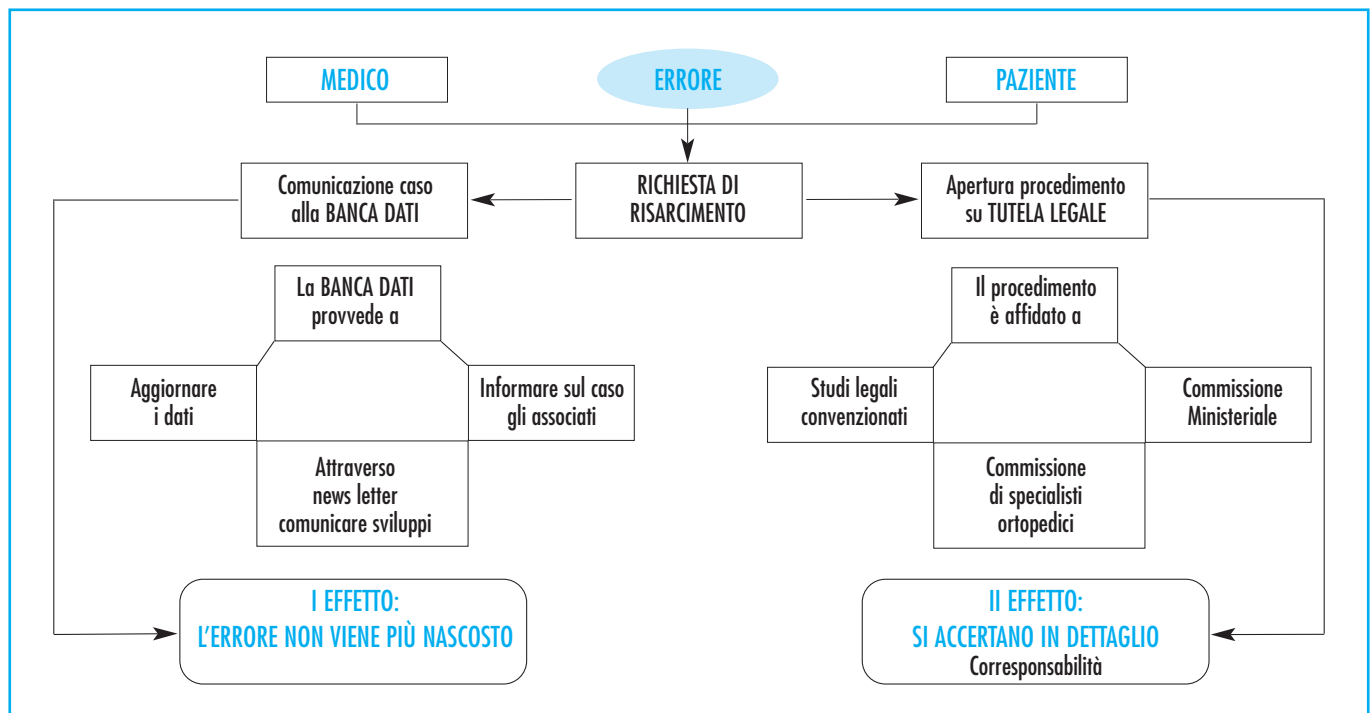 MEDICO
ERRORE
PAZIENTE
Comunicazione caso
alla BANCA DATI
RICHIESTA DI
RISARCIMENTO
Apertura procedimento
su TUTELA LEGALE
La BANCA DATI
provvede a
Aggiornare
i dati
Informare sul caso
gli associati
Attraverso
news letter
comunicare sviluppi
Il procedimento
è affidato a
Studi legali
convenzionati
Commissione
Ministeriale
Commissione
di specialisti
ortopedici
I EFFETTO:
L'ERRORE NON VIENE PIÙ NASCOSTO
II EFFETTO:
SI ACCERTANO IN DETTAGLIO
Corresponsabilità